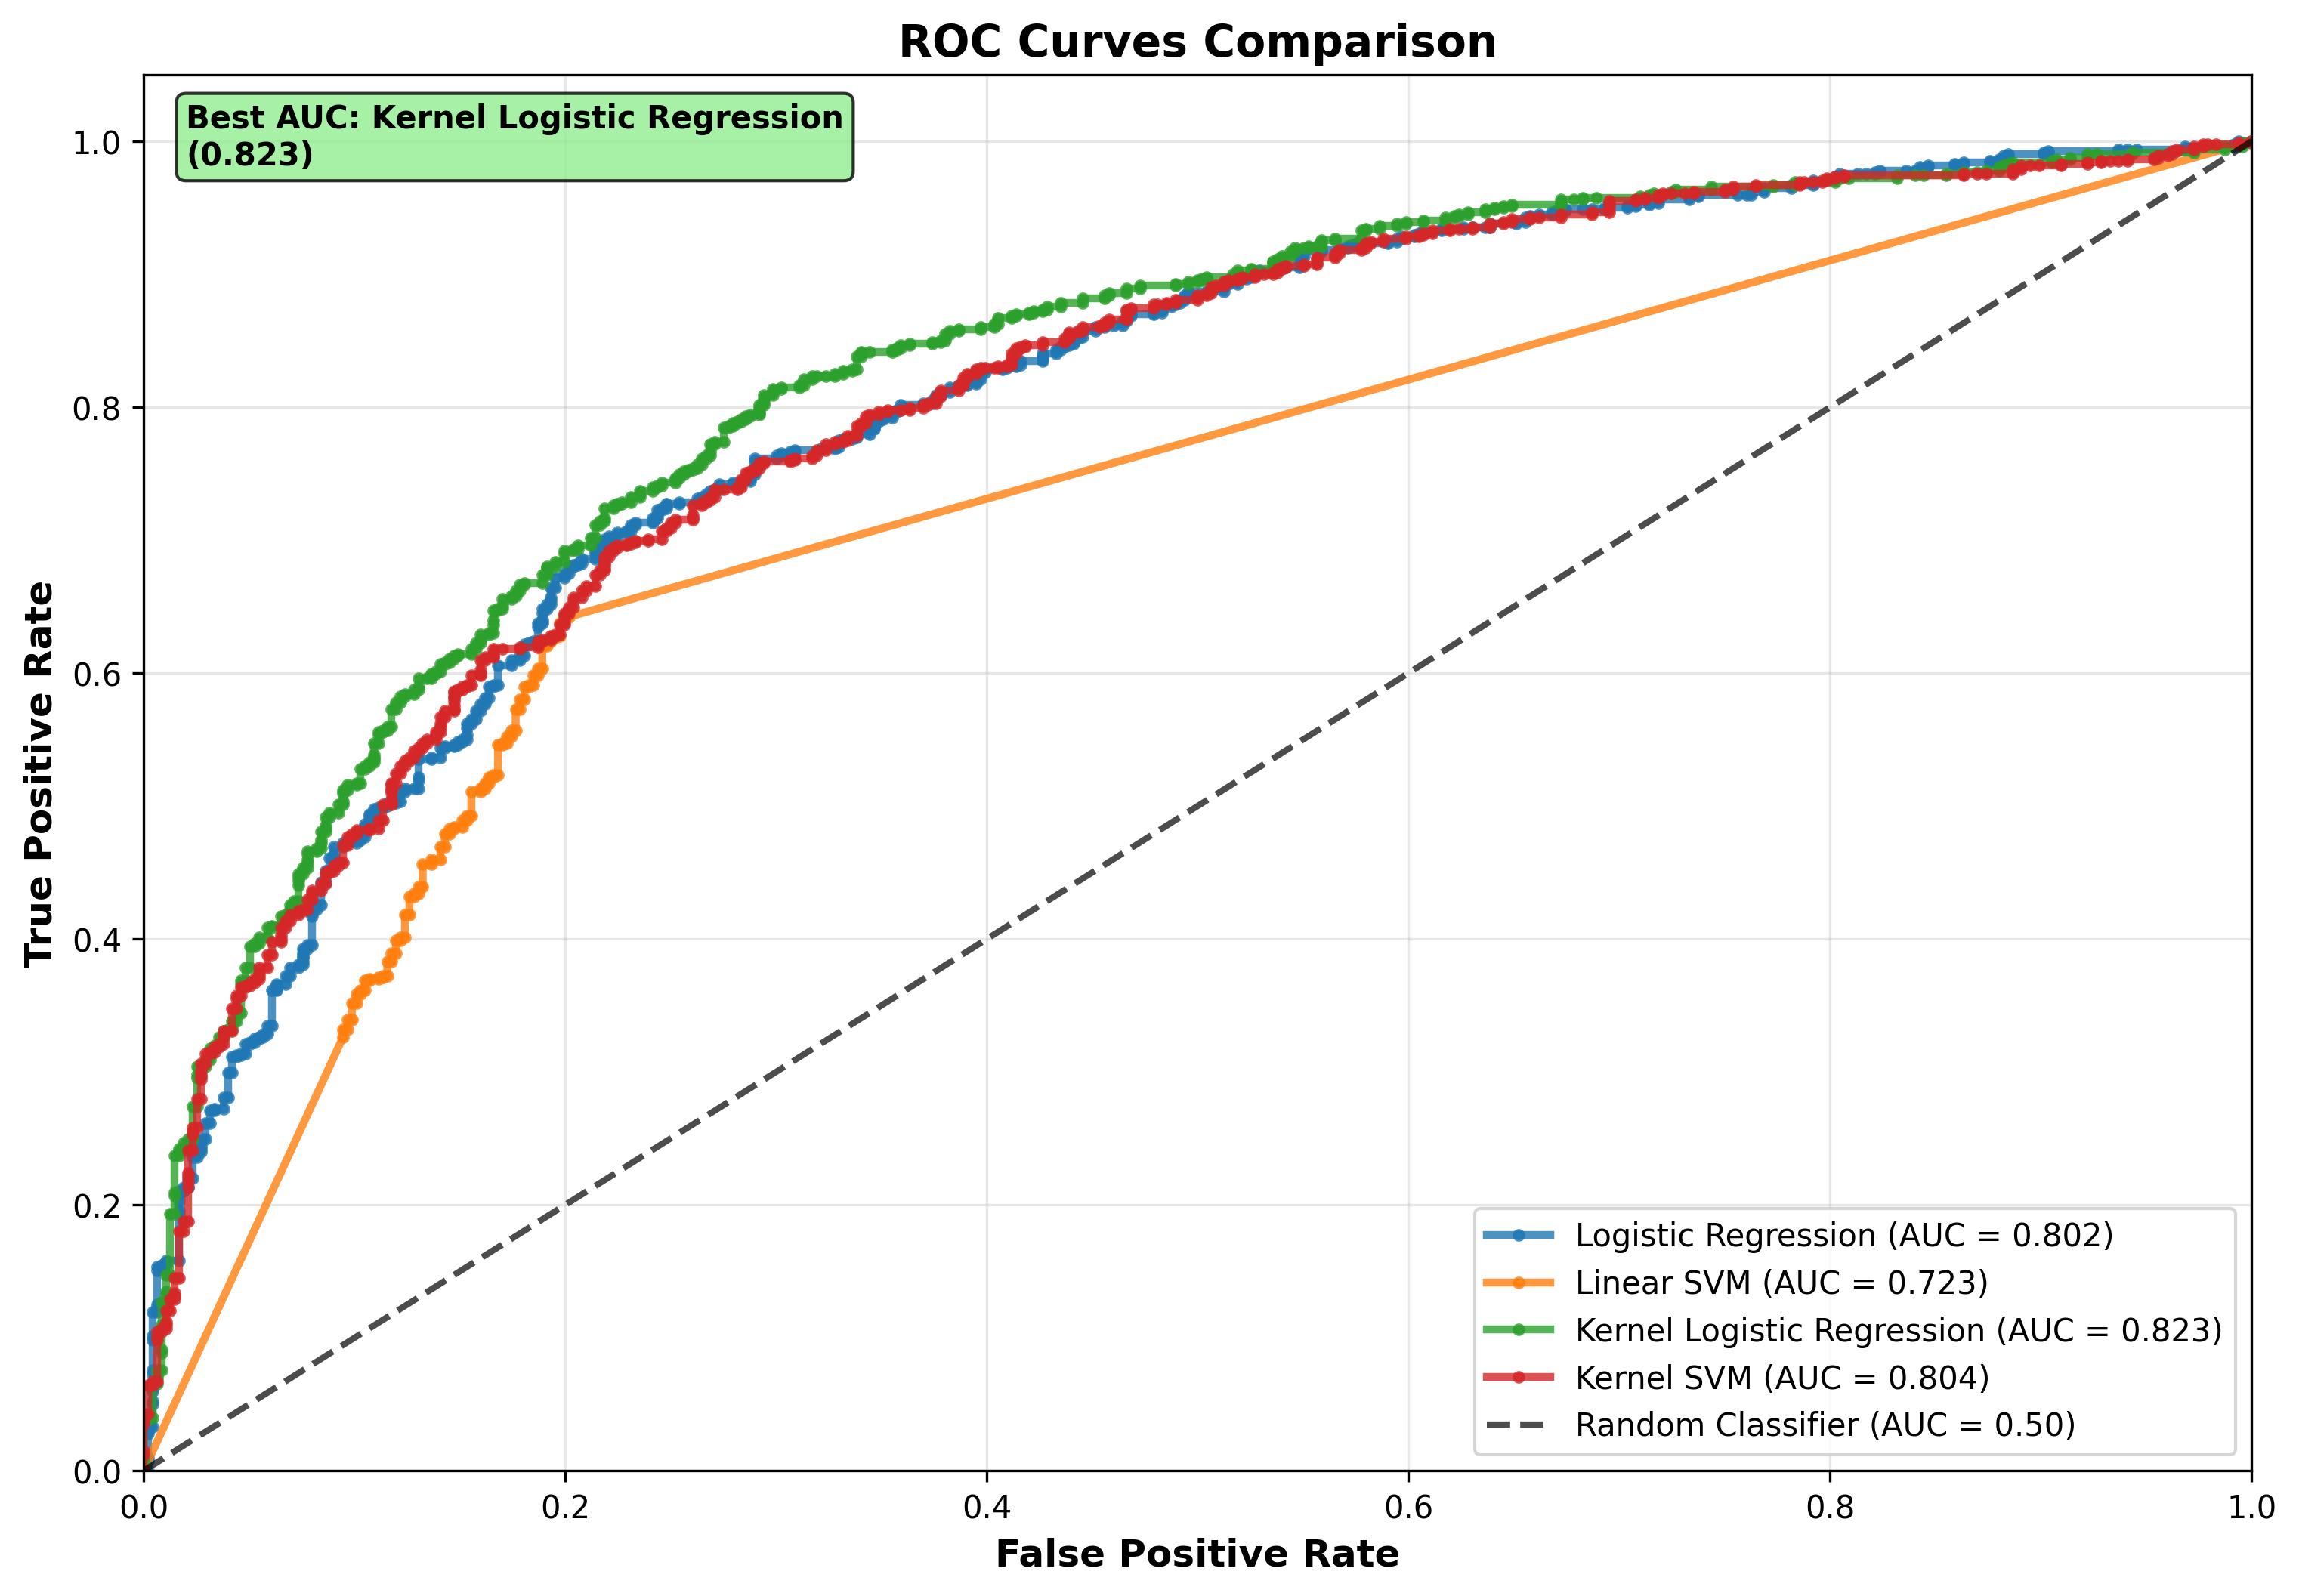 ROC Curves Comparison
Best AUC: Kernel Logistic Regression
(0.823)
True Positive Rate
1.0
0.8
0.6
0.4
0.2
0.0
0.0
0.2
0.4
0.6
0.8
1.0
False Positive Rate
Logistic Regression (AUC = 0.802)
Linear SVM (AUC = 0.723)
Kernel Logistic Regression (AUC = 0.823)
Kernel SVM (AUC = 0.804)
Random Classifier (AUC = 0.50)